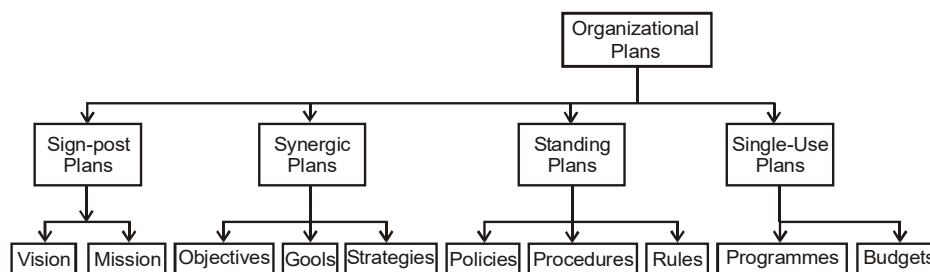 Organizational
Plans
Sign-post
Plans
Synergic
Plans
Standing
Plans
Single-Use
Plans
Vision
Mission
Objectives
Gools
Strategies
Policies
Procedures
Rules
Programmes
Budgets